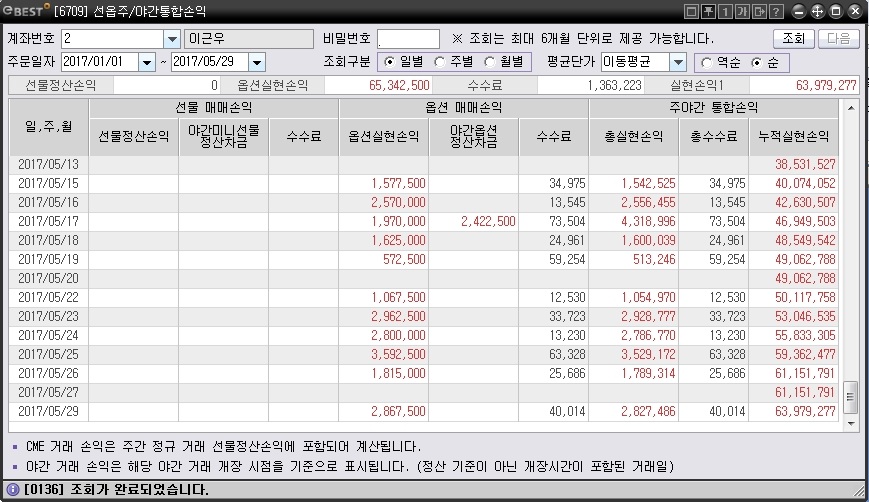 eBEST [6709] 선옵주/야간통합손익
계좌번호 2 이근우 비밀번호 ※ 조회는 최대 6개월 단위로 제공 가능합니다. 조회 다음
주문일자 2017/01/01 ~ 2017/05/29 조회구분 일별 주별 월별 평균단가 이동평균 역순 순
선물정산손익 0 옵션실현손익 65,342,500 수수료 1,363,223 실현손익1 63,979,277
일,주,월 선물 매매손익 옵션 매매손익 주야간 통합손익
선물정산손익 야간미니선물 정산차금 수수료 옵션실현손익 야간옵션 정산차금 수수료 총실현손익 총수수료 누적실현손익
2017/05/13 38,531,527
2017/05/15 1,577,500 34,975 1,542,525 34,975 40,074,052
2017/05/16 2,570,000 13,545 2,556,455 13,545 42,630,507
2017/05/17 1,970,000 2,422,500 73,504 4,318,996 73,504 46,949,503
2017/05/18 1,625,000 24,961 1,600,039 24,961 48,549,542
2017/05/19 572,500 59,254 513,246 59,254 49,062,788
2017/05/20 49,062,788
2017/05/22 1,067,500 12,530 1,054,970 12,530 50,117,758
2017/05/23 2,962,500 33,723 2,928,777 33,723 53,046,535
2017/05/24 2,800,000 13,230 2,786,770 13,230 55,833,305
2017/05/25 3,592,500 63,328 3,529,172 63,328 59,362,477
2017/05/26 1,815,000 25,686 1,789,314 25,686 61,151,791
2017/05/27 61,151,791
2017/05/29 2,867,500 40,014 2,827,486 40,014 63,979,277
▪ CME 거래 손익은 주간 정규 거래 선물정산손익에 포함되어 계산됩니다.
▪ 야간 거래 손익은 해당 야간 거래 개장 시점을 기준으로 표시됩니다. (정산 기준이 아닌 개장시간이 포함된 거래일)
[0136] 조회가 완료되었습니다.